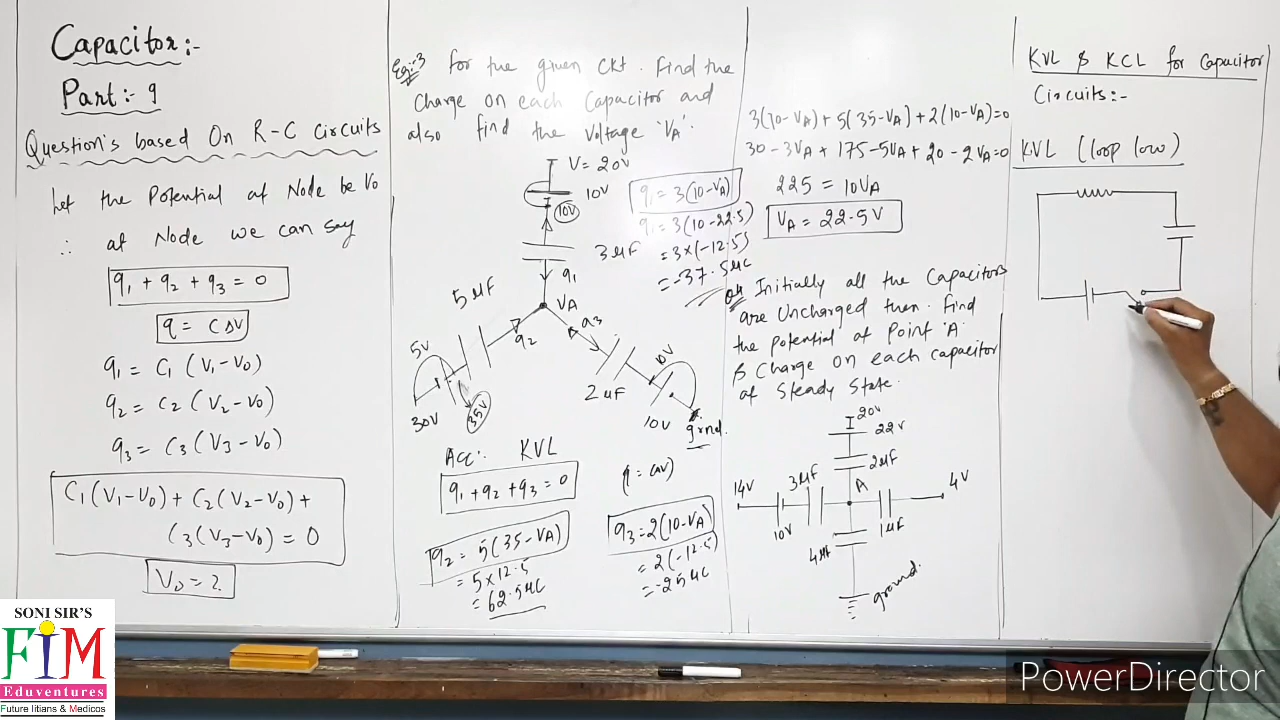 Capacitor:-
Part:- 9
Question's based On R-C Circuits
Let the Potential at Node be V₀
∴ at Node we can say
q₁ + q₂ + q₃ = 0
q = CΔV
q₁ = C₁ (V₁-V₀)
q₂ = C₂ (V₂-V₀)
q₃ = C₃ (V₃-V₀)
C₁(V₁-V₀) + C₂(V₂-V₀) +
C₃(V₃-V₀) = 0
V₀ = ?
SONI SIR'S
FIM
Eduventures
Future Iitians & Medicos
Eg:-3 for the given Ckt. Find the
Charge on each Capacitor and
also find the Voltage 'VA'.
V = 20V
10V
10V
3μF
q₁
VA
5μF
q₂
q₃
5V
30V
35V
2μF
10V
10V
grnd.
q₁ = 3(10-VA)
q₁ = 3(10-22.5)
= 3×(-12.5)
= -37.5μC
Acc: KVL
q₁ + q₂ + q₃ = 0
(q = CΔV)
q₂ = 5(35-VA)
= 5×12.5
= 62.5μC
q₃ = 2(10-VA)
= 2(-12.5)
= -25μC
3(10-VA) + 5(35-VA) + 2(10-VA) = 0
30-3VA + 175-5VA + 20-2VA = 0
225 = 10VA
VA = 22.5V
Initially all the Capacitors
are Uncharged then. Find
the potential at Point 'A'
& Charge on each capacitor
at Steady State.
20V
22V
2μF
14V
3μF
A
4V
10V
1μF
4μF
ground.
KVL & KCL for Capacitor
Circuits:-
KVL (loop low)
PowerDirector